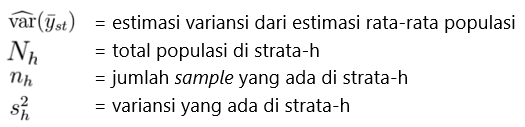 v̂ar(ȳ_st) = estimasi variansi dari estimasi rata-rata populasi
N_h = total populasi di strata-h
n_h = jumlah sample yang ada di strata-h
s_h^2 = variansi yang ada di strata-h